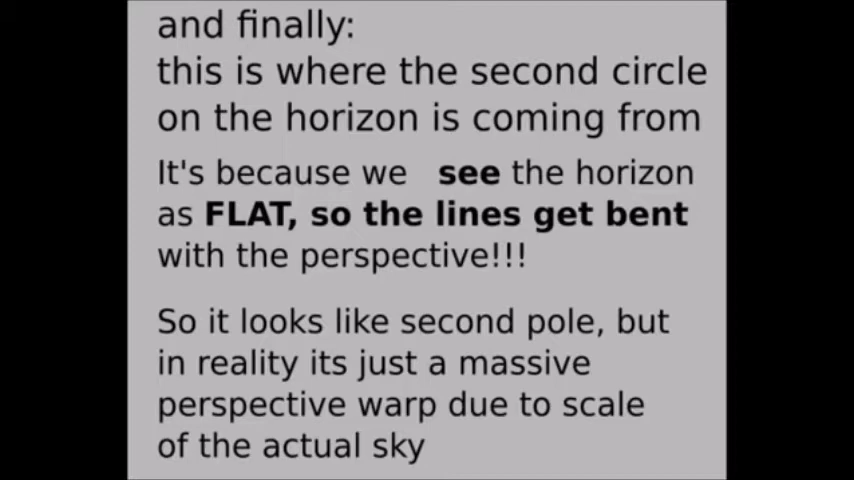 and finally:
this is where the second circle
on the horizon is coming from
It's because we see the horizon
as FLAT, so the lines get bent
with the perspective!!!
So it looks like second pole, but
in reality its just a massive
perspective warp due to scale
of the actual sky